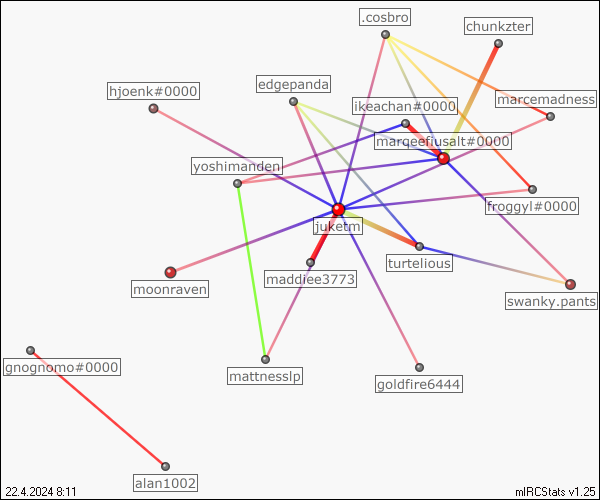 .cosbro
chunkzter
hjoenk#0000
edgepanda
ikeachan#0000
marcemadness
marqeefiusalt#0000
yoshimanden
froggyl#0000
juketm
turtelious
moonraven
maddiee3773
swanky.pants
gnognomo#0000
mattnesslp
goldfire6444
alan1002
22.4.2024 8:11
mIRCStats v1.25